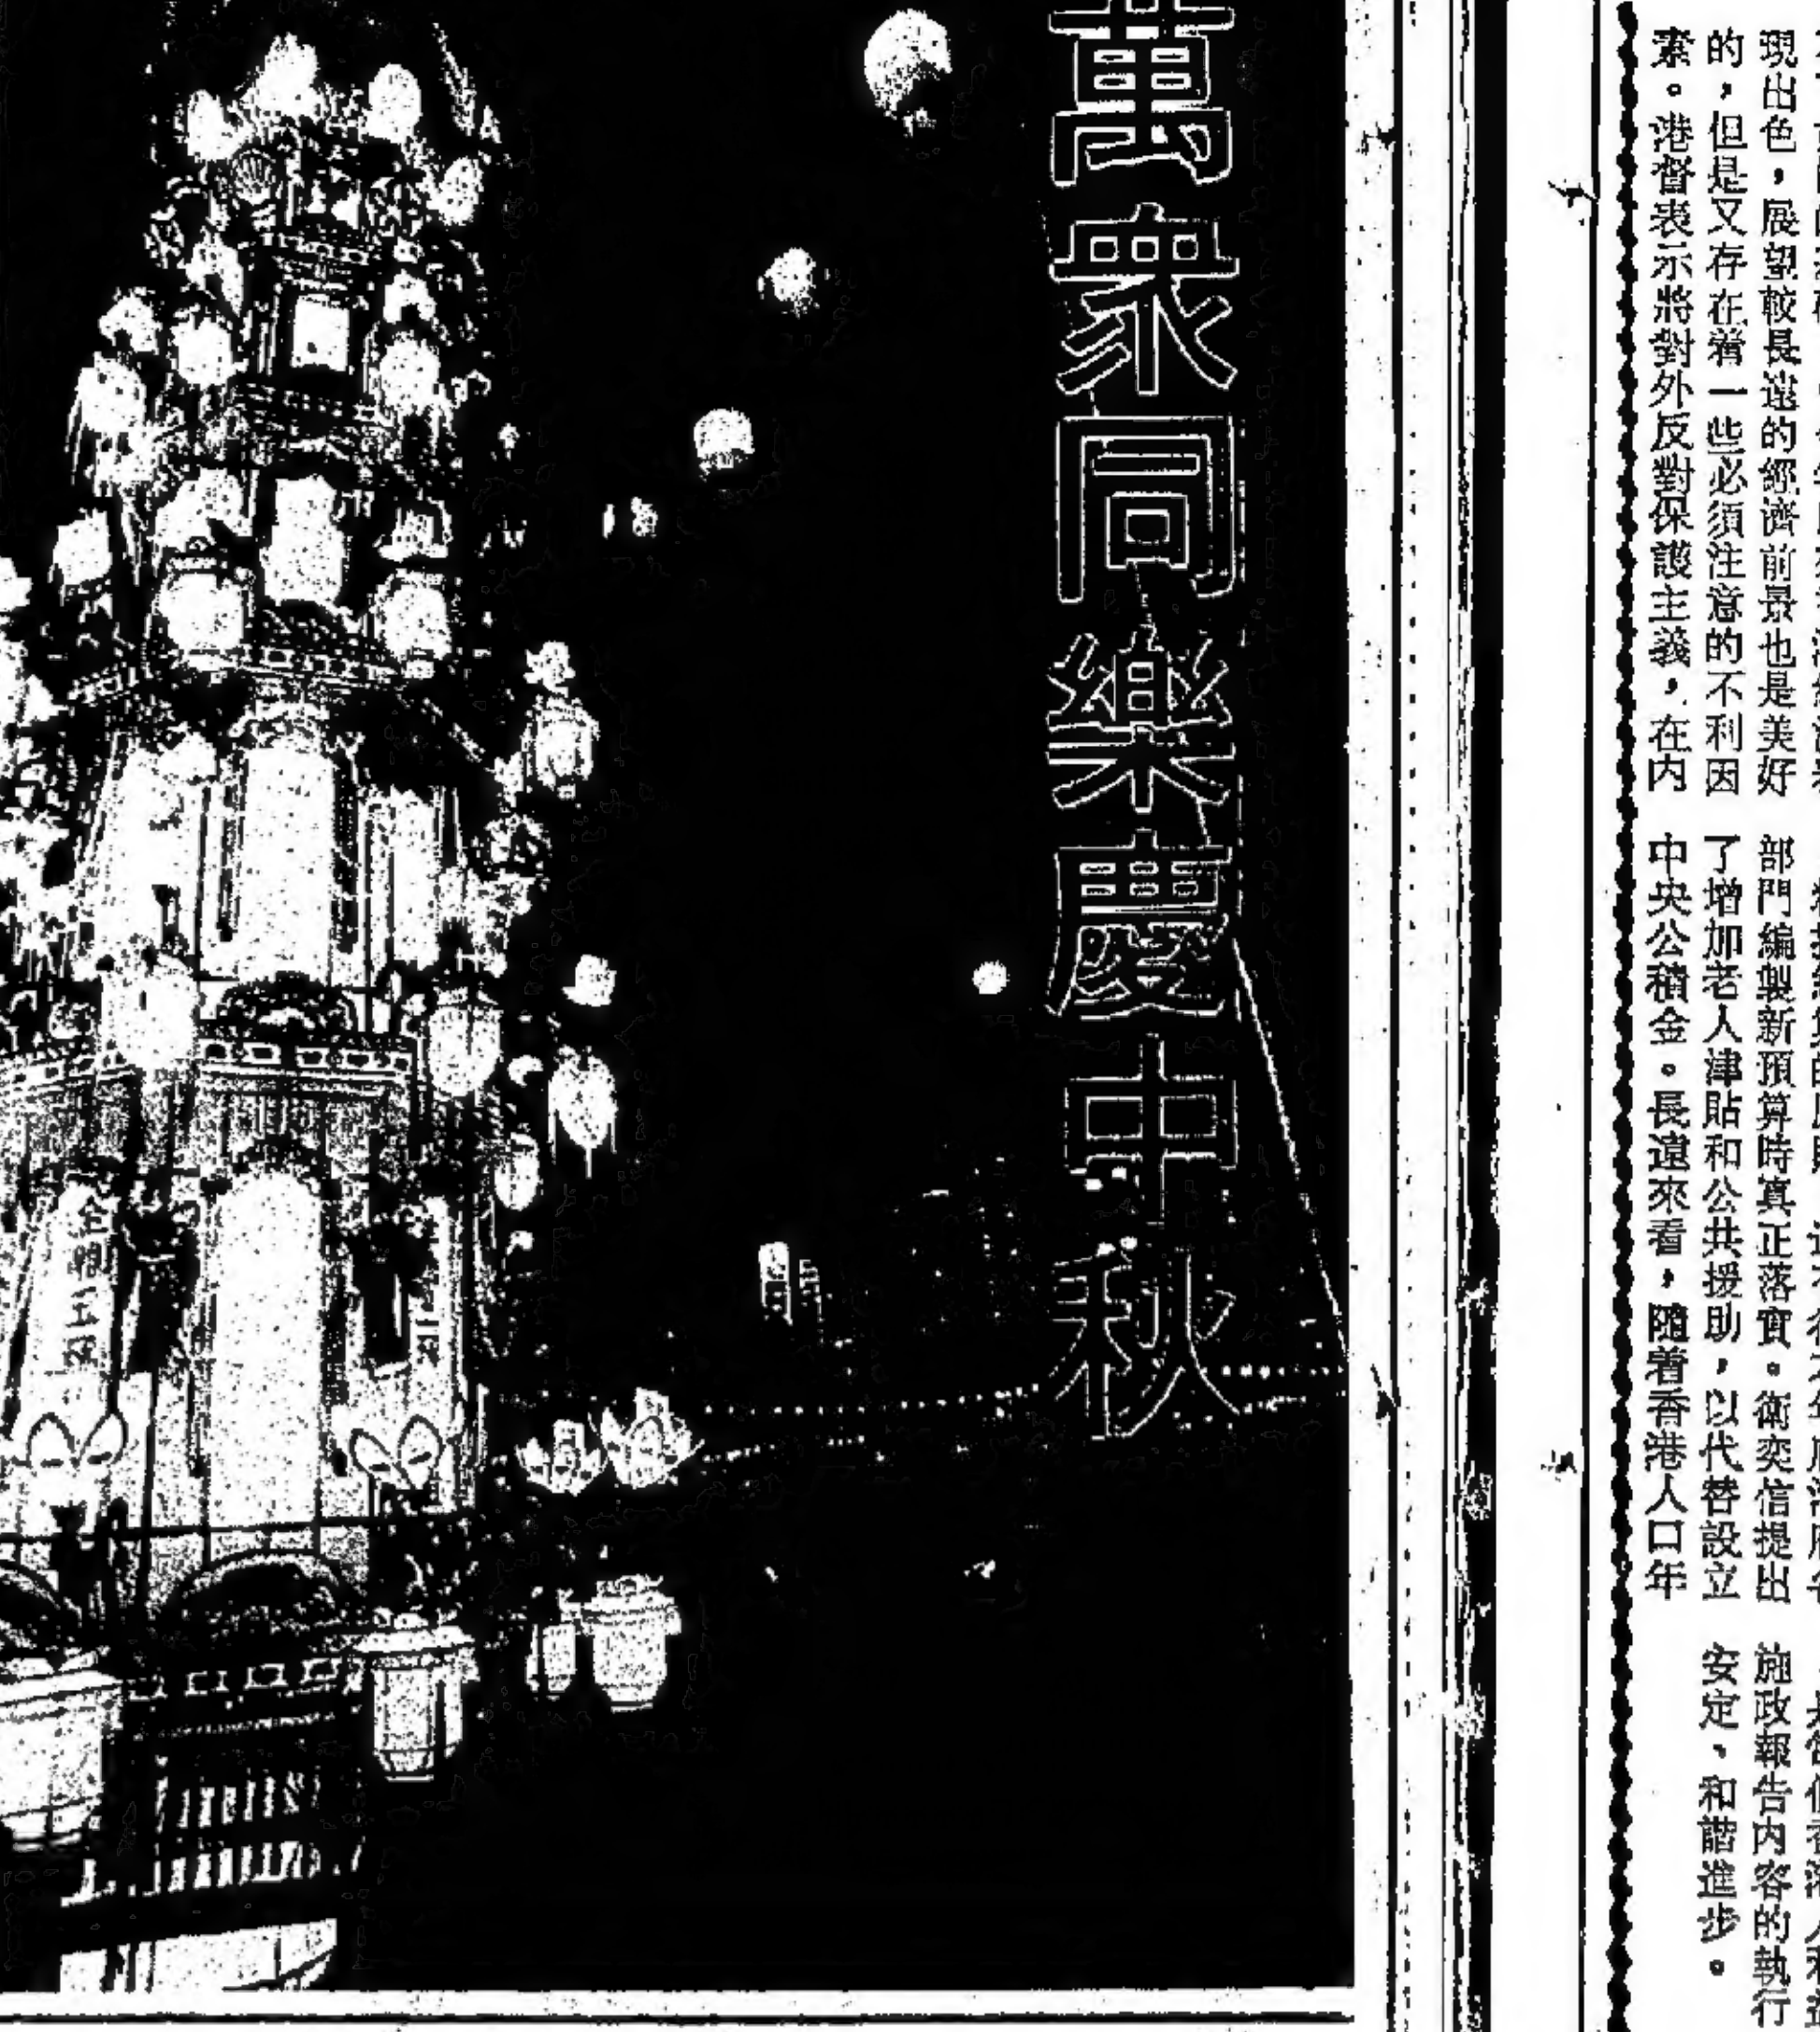 現出色，展望較長遠的經濟前景也是美好
的，但是又存在着一些必須注意的不利因
素。港督表示將對外反對保護主義，在内
部門編製新預算時真正落實。衞奕信提出
了增加老人津貼和公共援助，以代替設立
中央公積金。長遠來看，隨着香港人口年
施政報告内容的執行
安定、和諧進步。
萬衆同樂慶中秋